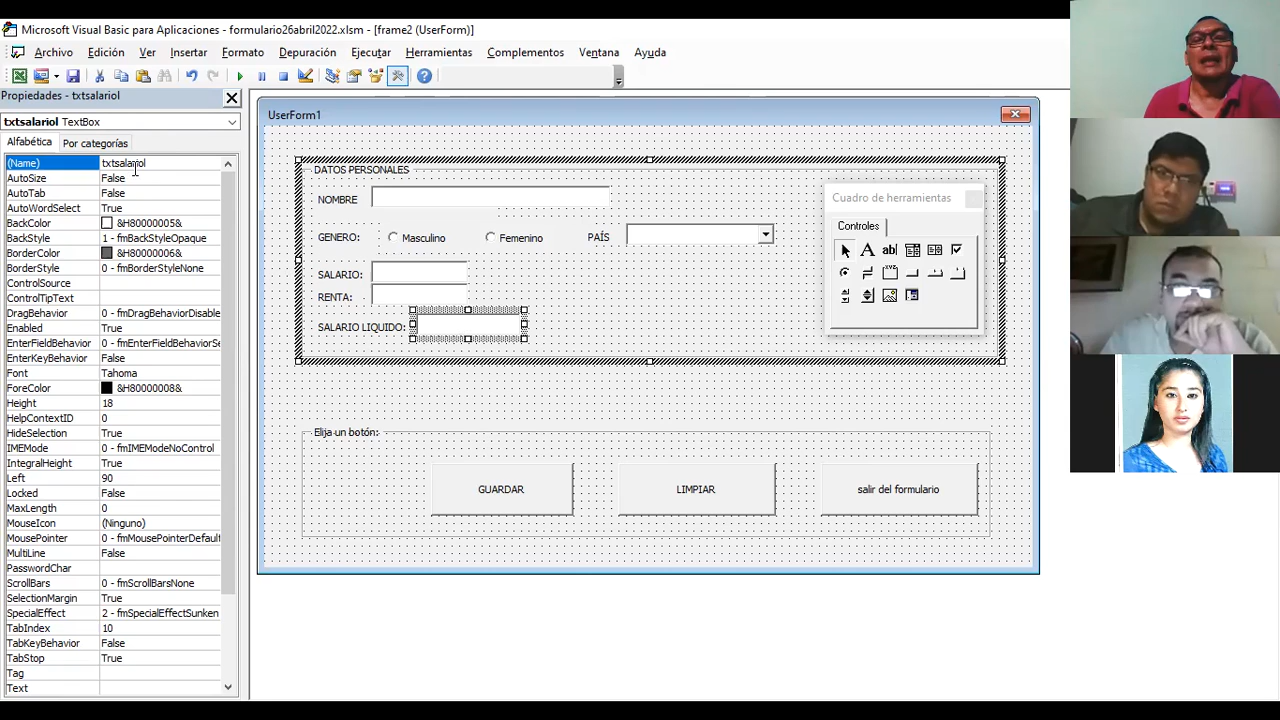 Microsoft Visual Basic para Aplicaciones - formulario26abril2022.xlsm - [frame2 (UserForm)]
Archivo Edición Ver Insertar Formato Depuración Ejecutar Herramientas Complementos Ventana Ayuda
Propiedades - txtsalariol
txtsalariol TextBox
Alfabética Por categorías
(Name) txtsalariol
AutoSize False
AutoTab False
AutoWordSelect True
BackColor &H80000005&
BackStyle 1 - fmBackStyleOpaque
BorderColor &H80000006&
BorderStyle 0 - fmBorderStyleNone
ControlSource
ControlTipText
DragBehavior 0 - fmDragBehaviorDisable
Enabled True
EnterFieldBehavior 0 - fmEnterFieldBehaviorSe
EnterKeyBehavior False
Font Tahoma
ForeColor &H80000008&
Height 18
HelpContextID 0
HideSelection True
IMEMode 0 - fmIMEModeNoControl
IntegralHeight True
Left 90
Locked False
MaxLength 0
MouseIcon (Ninguno)
MousePointer 0 - fmMousePointerDefault
MultiLine False
PasswordChar
ScrollBars 0 - fmScrollBarsNone
SelectionMargin True
SpecialEffect 2 - fmSpecialEffectSunken
TabIndex 10
TabKeyBehavior False
TabStop True
Tag
Text
UserForm1
DATOS PERSONALES
NOMBRE
GENERO: Masculino Femenino PAÍS
SALARIO:
RENTA:
SALARIO LIQUIDO:
Cuadro de herramientas
Controles
A ab|
XYZ
Elija un botón:
GUARDAR LIMPIAR salir del formulario